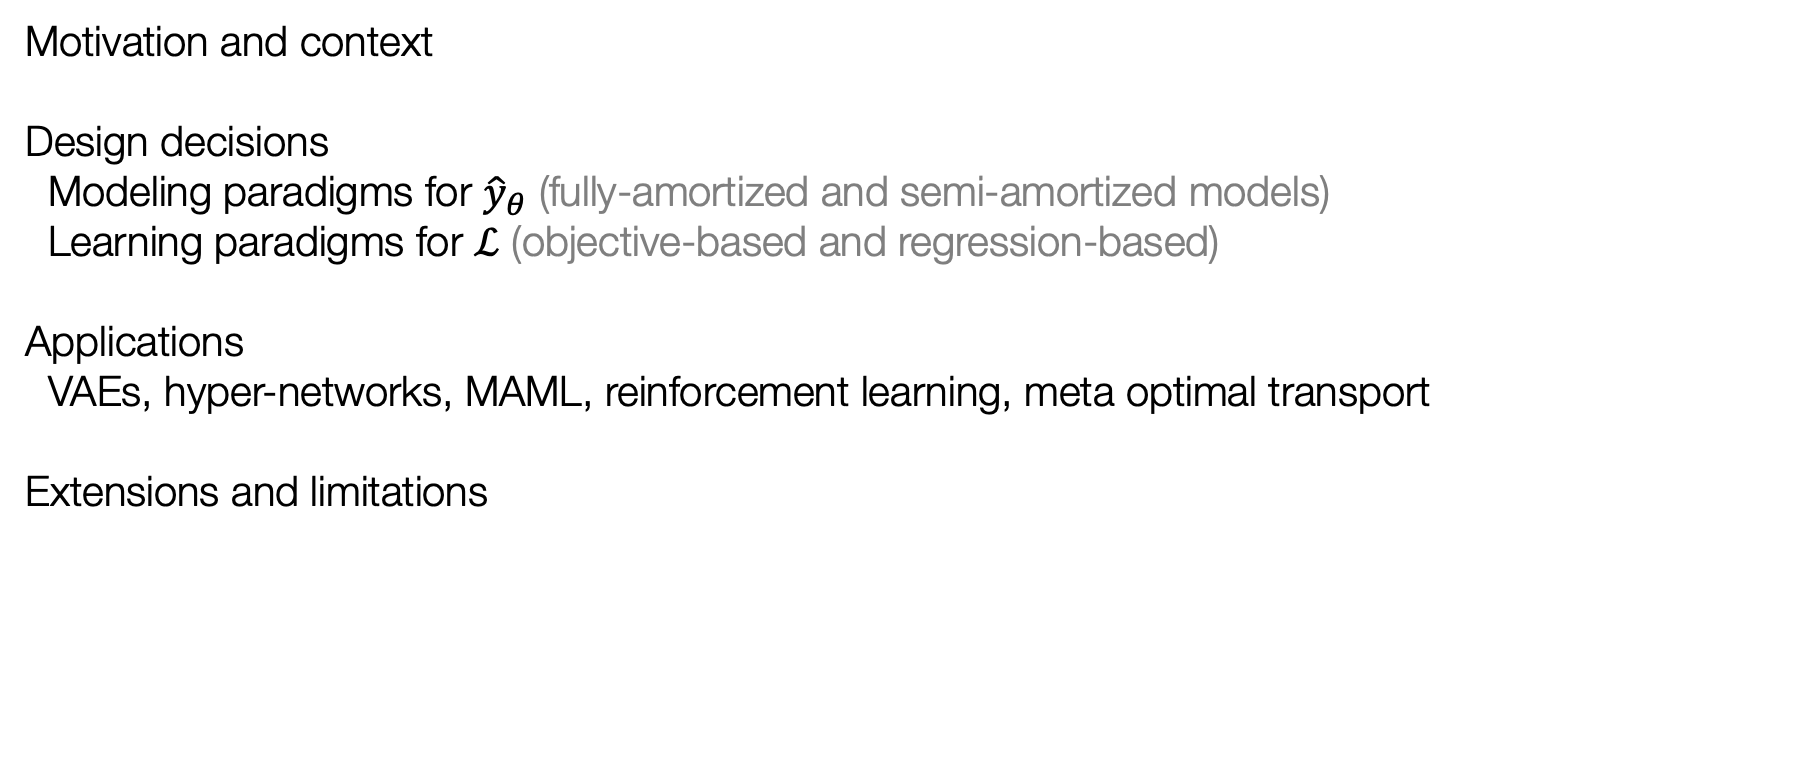 Motivation and context
Design decisions
Modeling paradigms for ŷ_θ (fully-amortized and semi-amortized models)
Learning paradigms for ℒ (objective-based and regression-based)
Applications
VAEs, hyper-networks, MAML, reinforcement learning, meta optimal transport
Extensions and limitations